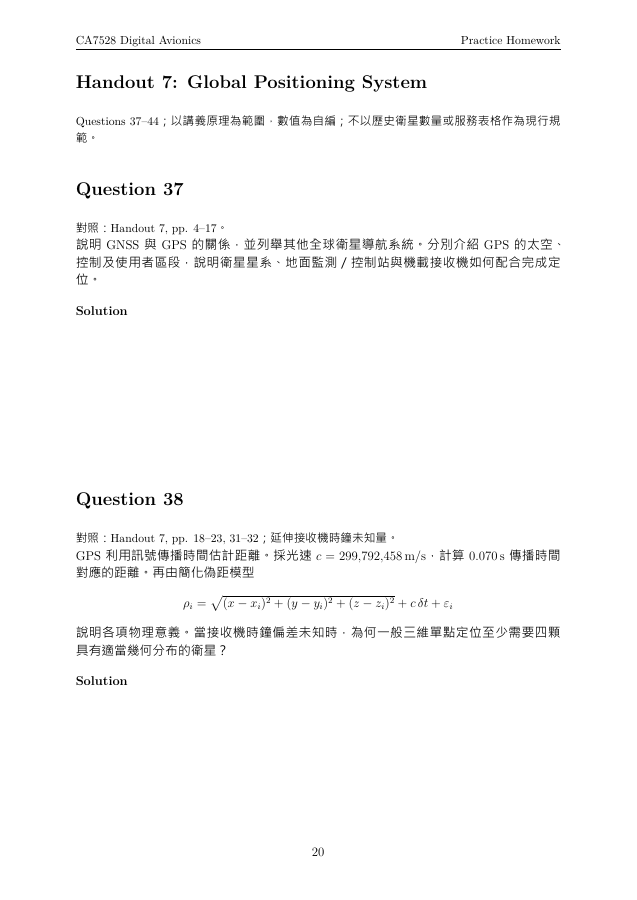 CA7528 Digital Avionics Practice Homework
Handout 7: Global Positioning System
Questions 37–44；以講義原理為範圍，數值為自編；不以歷史衛星數量或服務表格作為現行規
範。
Question 37
對照：Handout 7, pp. 4–17。
說明 GNSS 與 GPS 的關係，並列舉其他全球衛星導航系統。分別介紹 GPS 的太空、
控制及使用者區段，說明衛星星系、地面監測／控制站與機載接收機如何配合完成定
位。
Solution
Question 38
對照：Handout 7, pp. 18–23, 31–32；延伸接收機時鐘未知量。
GPS 利用訊號傳播時間估計距離。採光速 c = 299,792,458 m/s，計算 0.070 s 傳播時間
對應的距離。再由簡化偽距模型
ρᵢ = √(x − xᵢ)² + (y − yᵢ)² + (z − zᵢ)² + c δt + εᵢ
說明各項物理意義。當接收機時鐘偏差未知時，為何一般三維單點定位至少需要四顆
具有適當幾何分布的衛星？
Solution
20